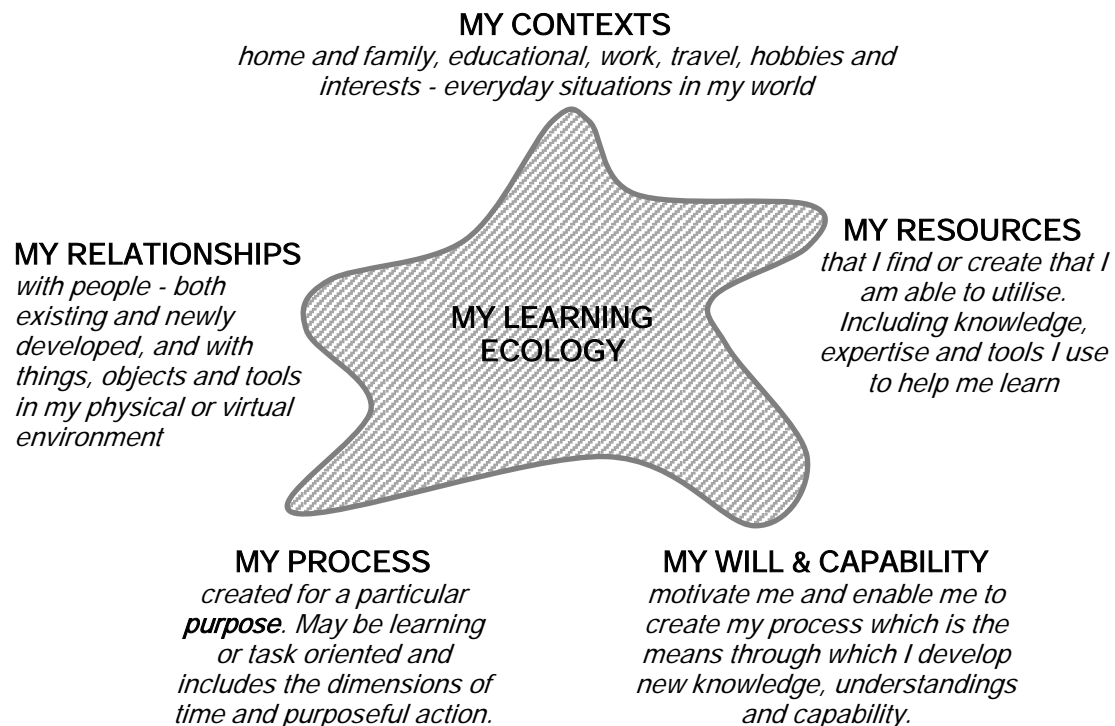 MY CONTEXTS
home and family, educational, work, travel, hobbies and
interests - everyday situations in my world
MY RELATIONSHIPS
with people - both
existing and newly
developed, and with
things, objects and tools
in my physical or virtual
environment
MY LEARNING
ECOLOGY
MY RESOURCES
that I find or create that I
am able to utilise.
Including knowledge,
expertise and tools I use
to help me learn
MY PROCESS
created for a particular
purpose. May be learning
or task oriented and
includes the dimensions of
time and purposeful action.
MY WILL & CAPABILITY
motivate me and enable me to
create my process which is the
means through which I develop
new knowledge, understandings
and capability.